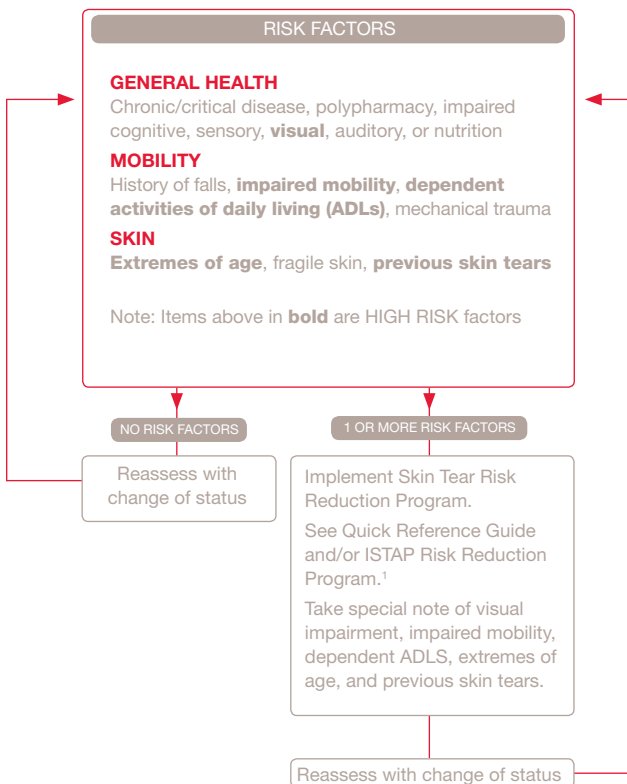 RISK FACTORS
GENERAL HEALTH
Chronic/critical disease, polypharmacy, impaired
cognitive, sensory, visual, auditory, or nutrition
MOBILITY
History of falls, impaired mobility, dependent
activities of daily living (ADLs), mechanical trauma
SKIN
Extremes of age, fragile skin, previous skin tears
Note: Items above in bold are HIGH RISK factors
NO RISK FACTORS
Reassess with
change of status
1 OR MORE RISK FACTORS
Implement Skin Tear Risk
Reduction Program.
See Quick Reference Guide
and/or ISTAP Risk Reduction
Program.¹
Take special note of visual
impairment, impaired mobility,
dependent ADLS, extremes of
age, and previous skin tears.
Reassess with change of status